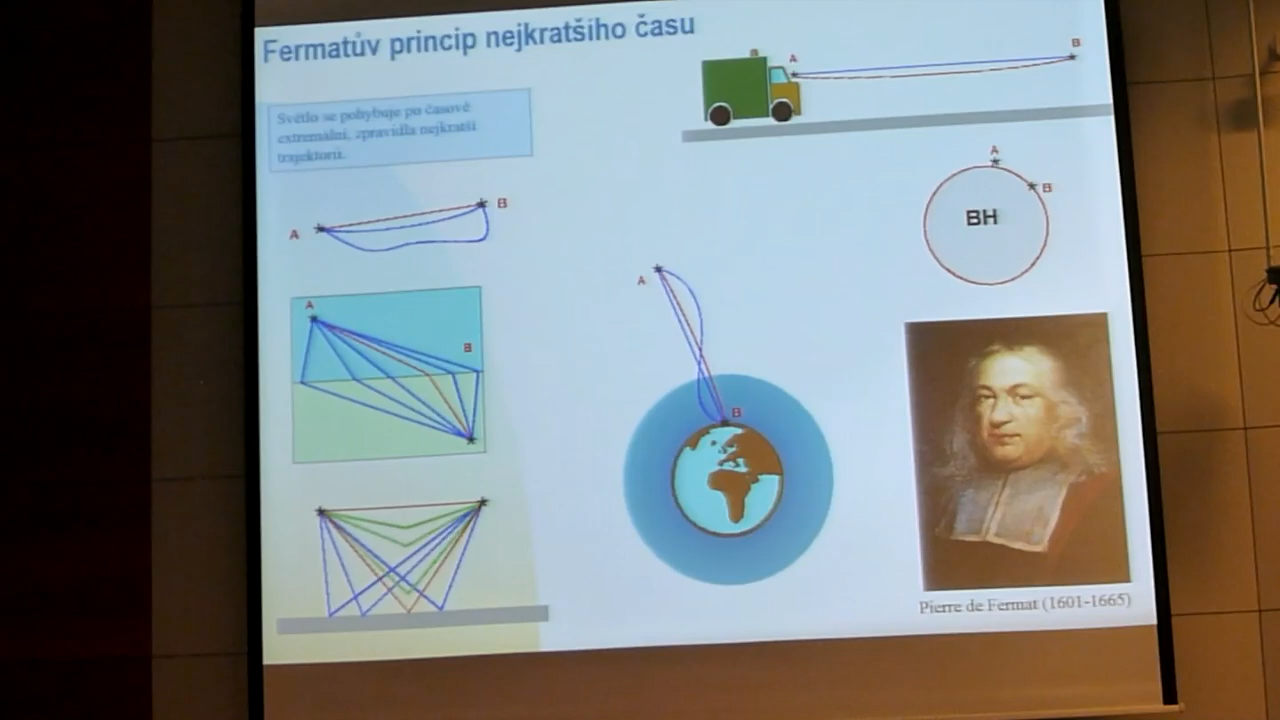 Fermatův princip nejkratšího času
Světlo se pohybuje po časově
extremální, zpravidla nejkratší
trajektorii.
A
B
A
B
A
B
A
B
BH
A
B
Pierre de Fermat (1601-1665)